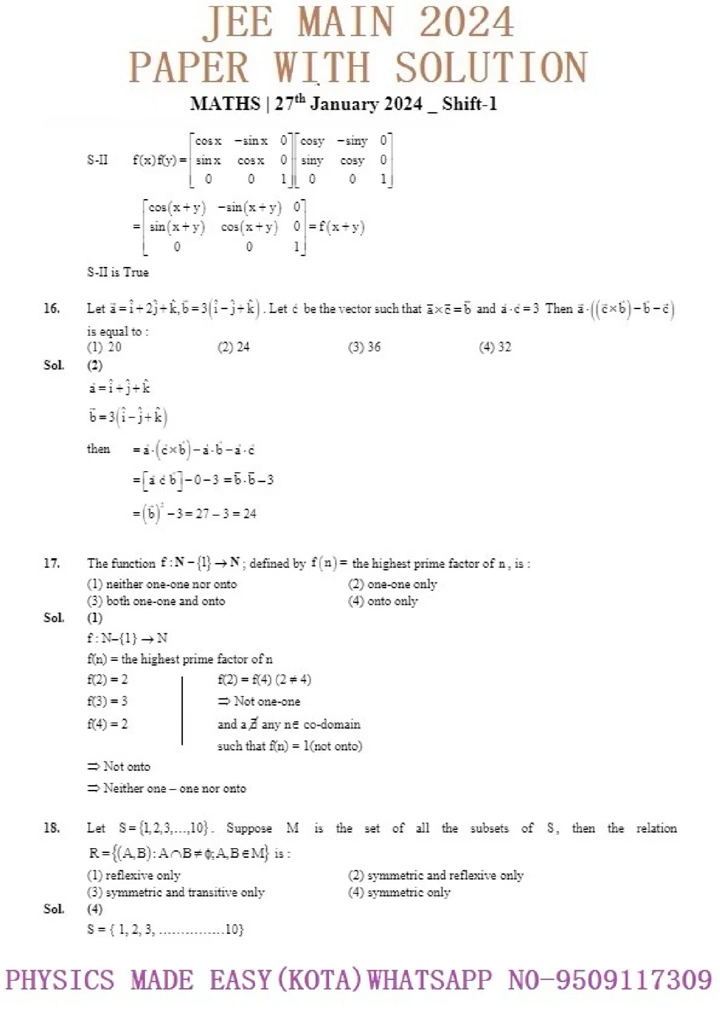 JEE MAIN 2024
PAPER WITH SOLUTION
MATHS | 27th January 2024 _ Shift-1
S-II f(x)f(y) = [cos x −sin x 0] [cos y −sin y 0]
[sin x cos x 0] [sin y cos y 0]
[0 0 1] [0 0 1]
= [cos(x+y) −sin(x+y) 0]
[sin(x+y) cos(x+y) 0] = f(x+y)
[0 0 1]
S-II is True
16. Let a⃗ = î + 2ĵ + k̂, b⃗ = 3(î − ĵ + k̂). Let c⃗ be the vector such that a⃗ × c⃗ = b⃗ and a⃗ · c⃗ = 3 Then a⃗ · ((c⃗ × b⃗) − b⃗ − c⃗)
is equal to :
(1) 20 (2) 24 (3) 36 (4) 32
Sol. (2)
a⃗ = î + ĵ + k̂
b⃗ = 3(î − ĵ + k̂)
then = a⃗ · (c⃗ × b⃗) − a⃗ · b⃗ − a⃗ · c⃗
= [a⃗ c⃗ b⃗] − 0 − 3 = b⃗ · b⃗ − 3
= (b⃗)² − 3 = 27 − 3 = 24
17. The function f : N − {1} → N ; defined by f(n) = the highest prime factor of n, is :
(1) neither one-one nor onto (2) one-one only
(3) both one-one and onto (4) onto only
Sol. (1)
f : N–{1} → N
f(n) = the highest prime factor of n
f(2) = 2 f(2) = f(4) (2 ≠ 4)
f(3) = 3 ⇒ Not one-one
f(4) = 2 and a ∄ any n∈ co-domain
such that f(n) = 1(not onto)
⇒ Not onto
⇒ Neither one – one nor onto
18. Let S = {1,2,3,...,10}. Suppose M is the set of all the subsets of S, then the relation
R = {(A,B) : A∩B ≠ ϕ; A,B ∈ M} is :
(1) reflexive only (2) symmetric and reflexive only
(3) symmetric and transitive only (4) symmetric only
Sol. (4)
S = { 1, 2, 3, ................10}
PHYSICS MADE EASY(KOTA)WHATSAPP NO-9509117309